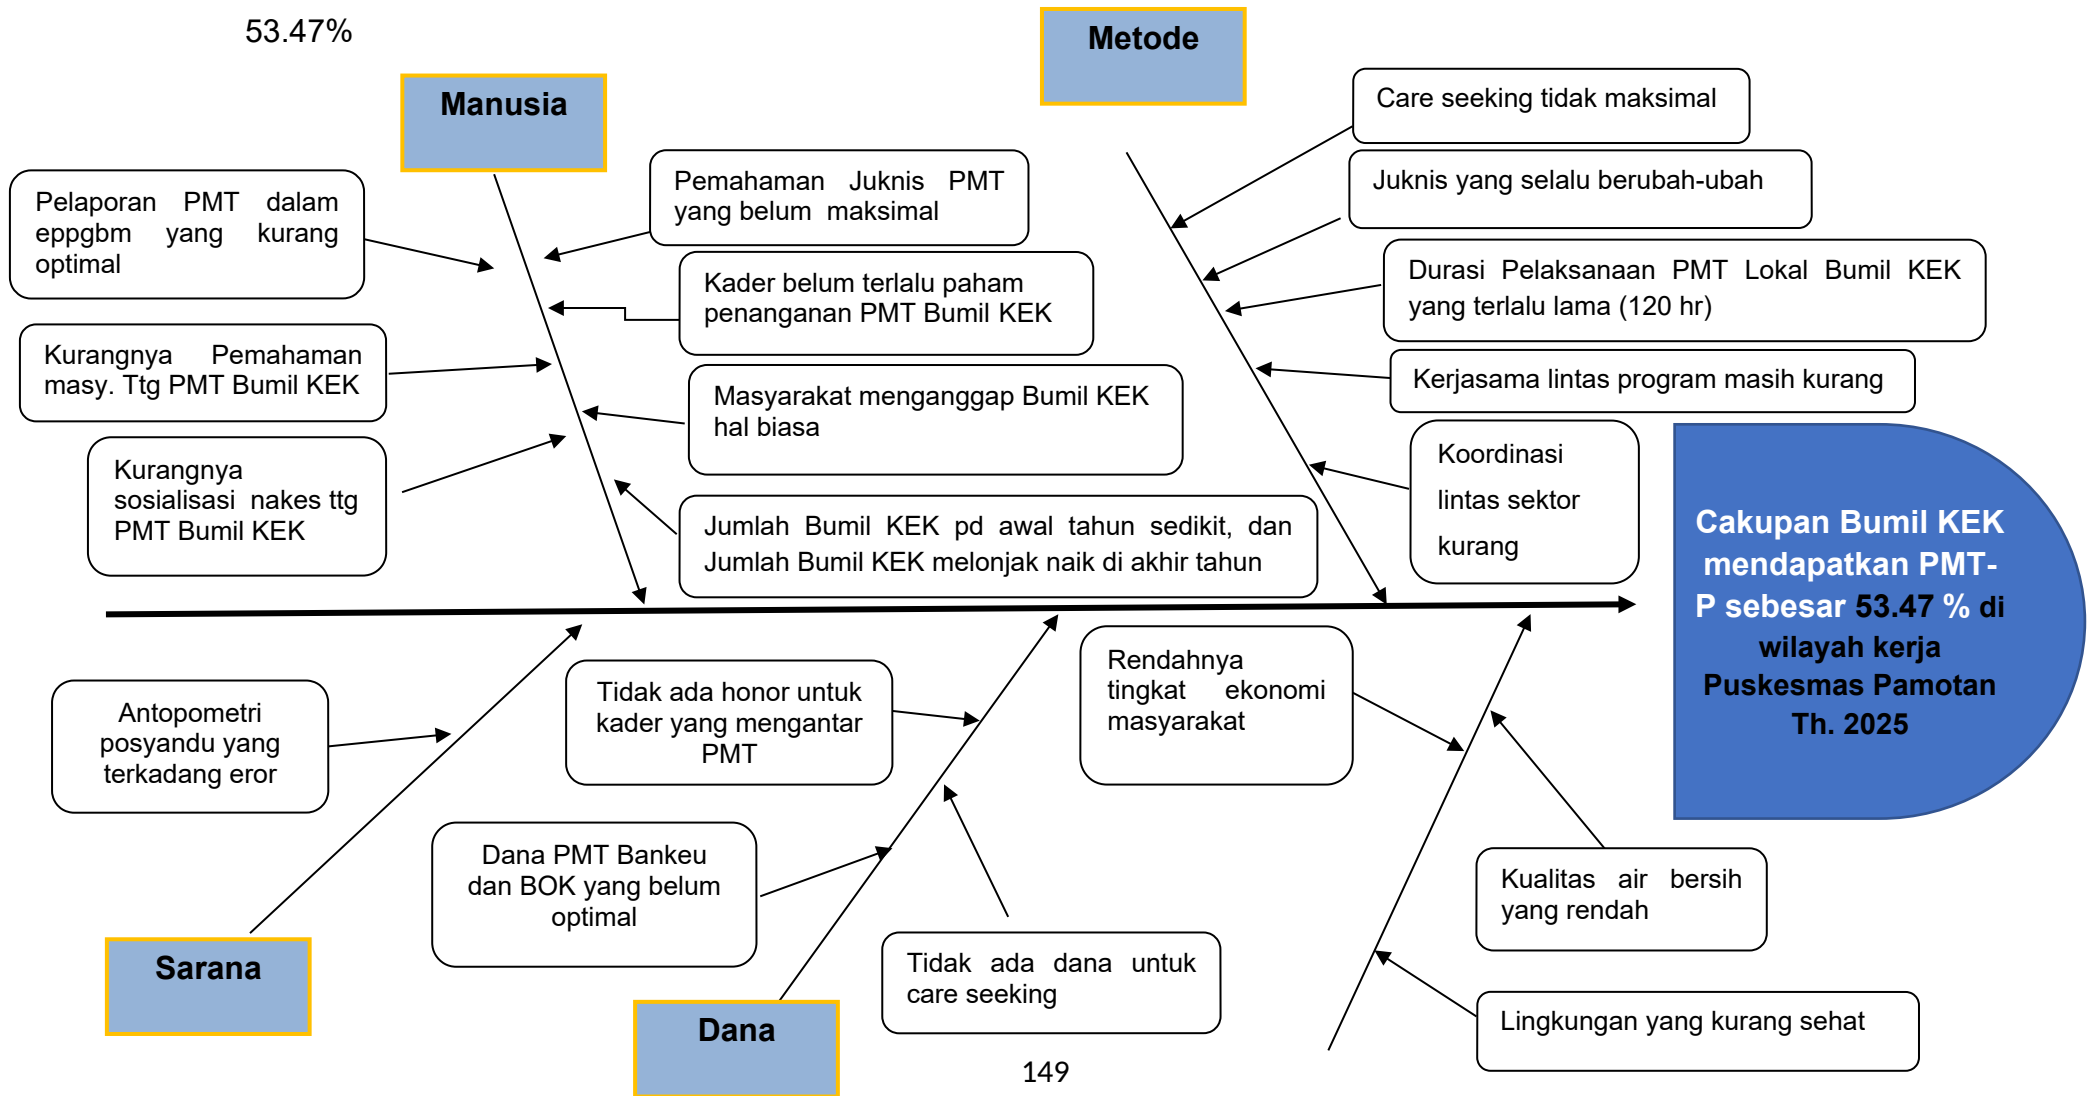 53.47%
Metode
Manusia
Care seeking tidak maksimal
Pelaporan PMT dalam
eppgbm yang kurang
optimal
Pemahaman Juknis PMT
yang belum maksimal
Juknis yang selalu berubah-ubah
Kader belum terlalu paham
penanganan PMT Bumil KEK
Durasi Pelaksanaan PMT Lokal Bumil KEK
yang terlalu lama (120 hr)
Kurangnya Pemahaman
masy. Ttg PMT Bumil KEK
Masyarakat menganggap Bumil KEK
hal biasa
Kerjasama lintas program masih kurang
Kurangnya
sosialisasi nakes ttg
PMT Bumil KEK
Jumlah Bumil KEK pd awal tahun sedikit, dan
Jumlah Bumil KEK melonjak naik di akhir tahun
Koordinasi
lintas sektor
kurang
Cakupan Bumil KEK
mendapatkan PMT-
P sebesar 53.47 % di
wilayah kerja
Puskesmas Pamotan
Th. 2025
Antopometri
posyandu yang
terkadang eror
Tidak ada honor untuk
kader yang mengantar
PMT
Rendahnya
tingkat ekonomi
masyarakat
Dana PMT Bankeu
dan BOK yang belum
optimal
Kualitas air bersih
yang rendah
Sarana
Tidak ada dana untuk
care seeking
Dana
Lingkungan yang kurang sehat
149